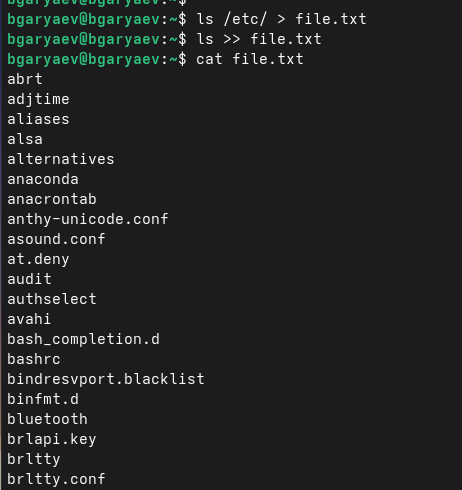 bgaryaev@bgaryaev:~$
bgaryaev@bgaryaev:~$ ls /etc/ > file.txt
bgaryaev@bgaryaev:~$ ls >> file.txt
bgaryaev@bgaryaev:~$ cat file.txt
abrt
adjtime
aliases
alsa
alternatives
anaconda
anacrontab
anthy-unicode.conf
asound.conf
at.deny
audit
authselect
avahi
bash_completion.d
bashrc
bindresvport.blacklist
binfmt.d
bluetooth
brlapi.key
brltty
brltty.conf